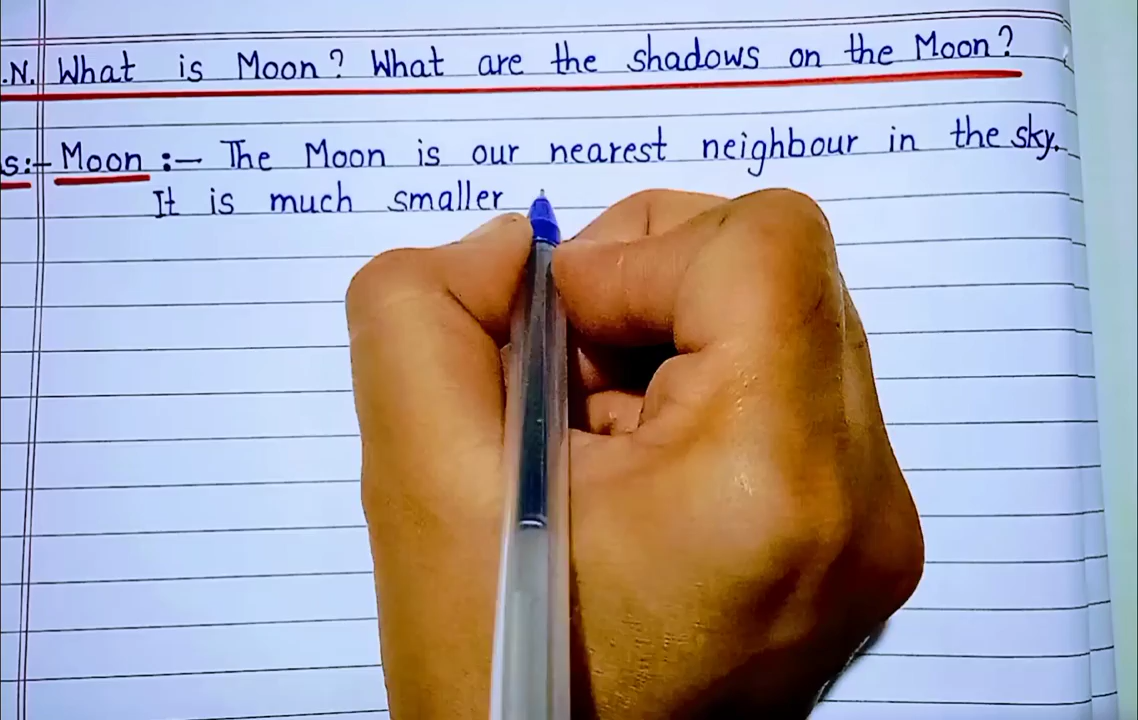 .N. What is Moon? What are the shadows on the Moon?
s:- Moon :- The Moon is our nearest neighbour in the sky.
It is much smaller